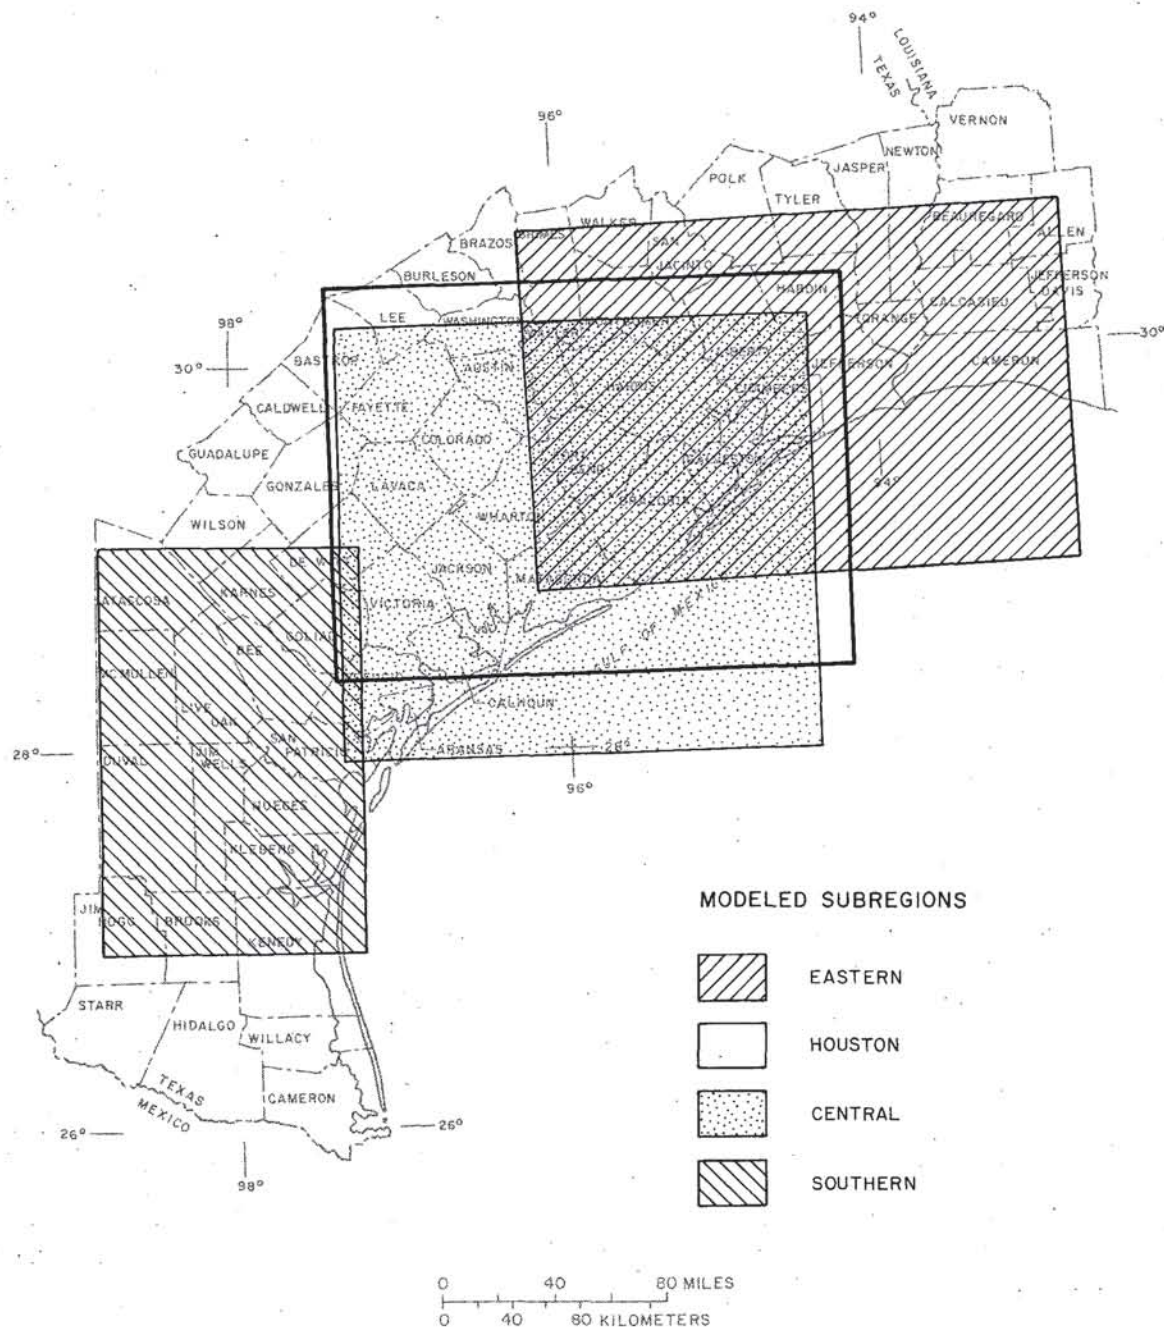 94°
LOUISIANA
TEXAS
96°
VERNON
NEWTON
JASPER
POLK
TYLER
BEAUREGARD
WALKER
GRIMES
BRAZOS
SAN
JACINTO
ALLEN
BURLESON
JEFFERSON
DAVIS
HARDIN
CALCASIEU
LEE
WASHINGTON
ORANGE
98°
30°
30°
BASTROP
AUSTIN
LIBERTY
JEFFERSON
CAMERON
HARRIS
CHAMBERS
CALDWELL
FAYETTE
COLORADO
GUADALUPE
FORT
BEND
GALVESTON
GONZALES
LAVACA
94°
BRAZORIA
WHARTON
WILSON
DE WITT
JACKSON
MATAGORDA
KARNES
ATASCOSA
VICTORIA
GOLIAD
BEE
GULF OF MEXICO
MCMULLEN
LIVE
OAK
CALHOUN
SAN
PATRICIO
28°
DUVAL
JIM
WELLS
ARANSAS
28°
96°
NUECES
KLEBERG
JIM
HOGG
BROOKS
KENEDY
MODELED SUBREGIONS
EASTERN
STARR
HIDALGO
WILLACY
HOUSTON
TEXAS
MEXICO
CAMERON
CENTRAL
26°
26°
98°
SOUTHERN
0 40 80 MILES
0 40 80 KILOMETERS